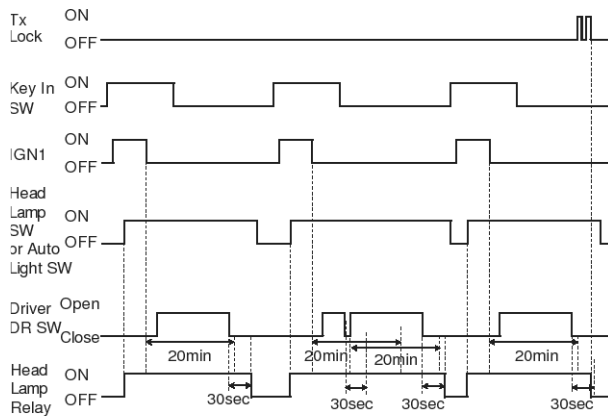 Tx ON
Lock OFF
Key In ON
SW OFF
IGN1 ON
OFF
Head
Lamp ON
SW
or Auto OFF
Light SW
Driver Open
DR SW
Close
20min 20min 20min 20min
Head ON
Lamp
Relay OFF
30sec 30sec 30sec 30sec